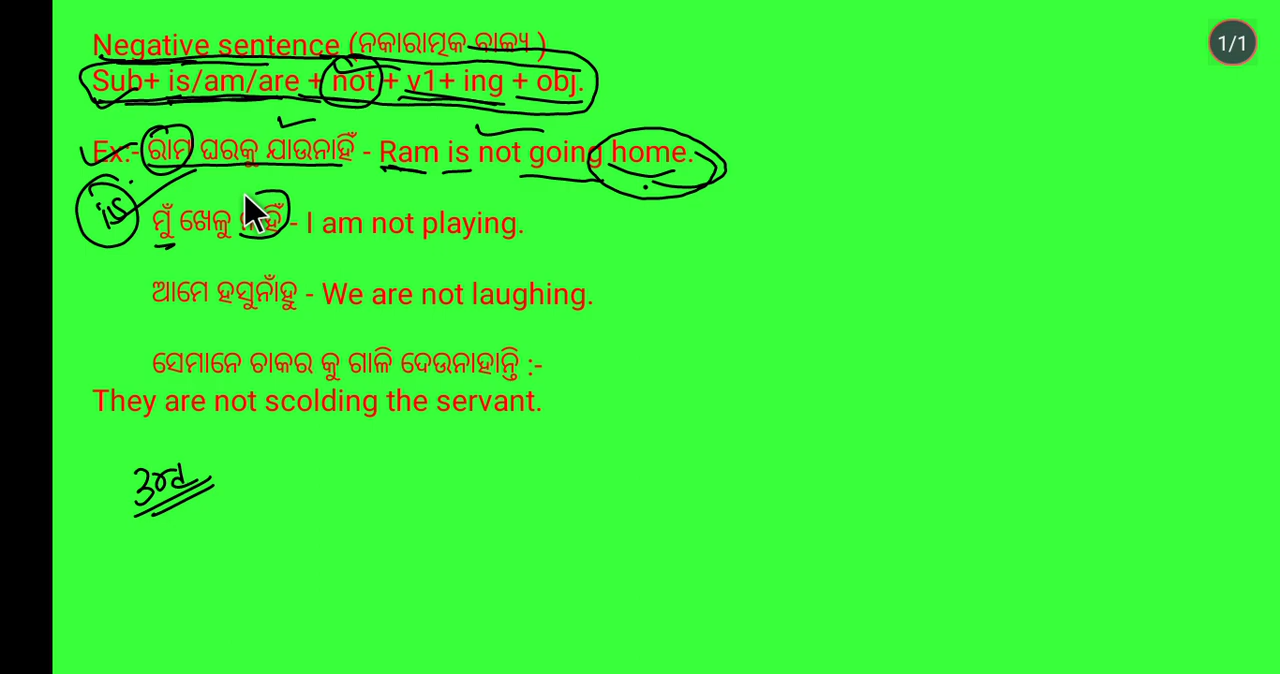 Negative sentence (ନକାରାତ୍ମକ ବାକ୍ୟ )
1/1
Sub+ is/am/are + not + v1+ ing + obj.
Ex:- ରାମ ଘରକୁ ଯାଉନାହିଁ - Ram is not going home.
is
ମୁଁ ଖେଳୁ ନାହିଁ - I am not playing.
ଆମେ ହସୁନାଁହୁ - We are not laughing.
ସେମାନେ ଚାକର କୁ ଗାଳି ଦେଉନାହାନ୍ତି :-
They are not scolding the servant.
3rd